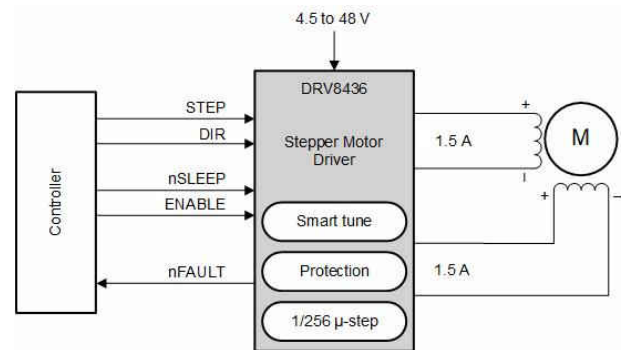 4.5 to 48 V
DRV8436
Stepper Motor
Driver
Controller
STEP
DIR
nSLEEP
ENABLE
nFAULT
Smart tune
Protection
1/256 µ-step
+
1.5 A
–
M
+
–
1.5 A